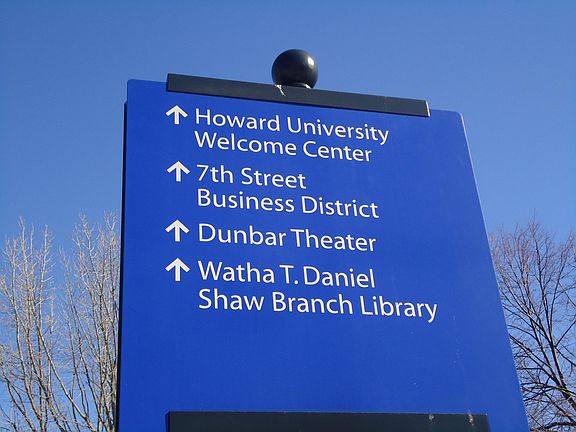 ↑ Howard University
Welcome Center
↑ 7th Street
Business District
↑ Dunbar Theater
↑ Watha T. Daniel
Shaw Branch Library